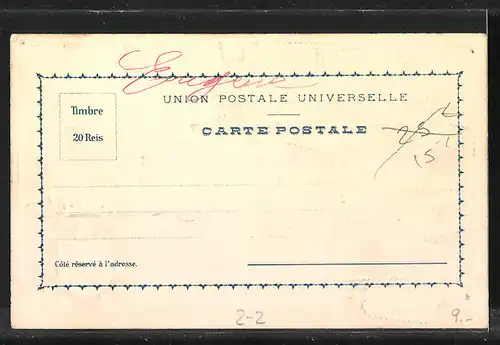 UNION POSTALE UNIVERSELLE
Timbre
20 Reis
CARTE POSTALE
Côté réservé à l'adresse.
2-2
9.-